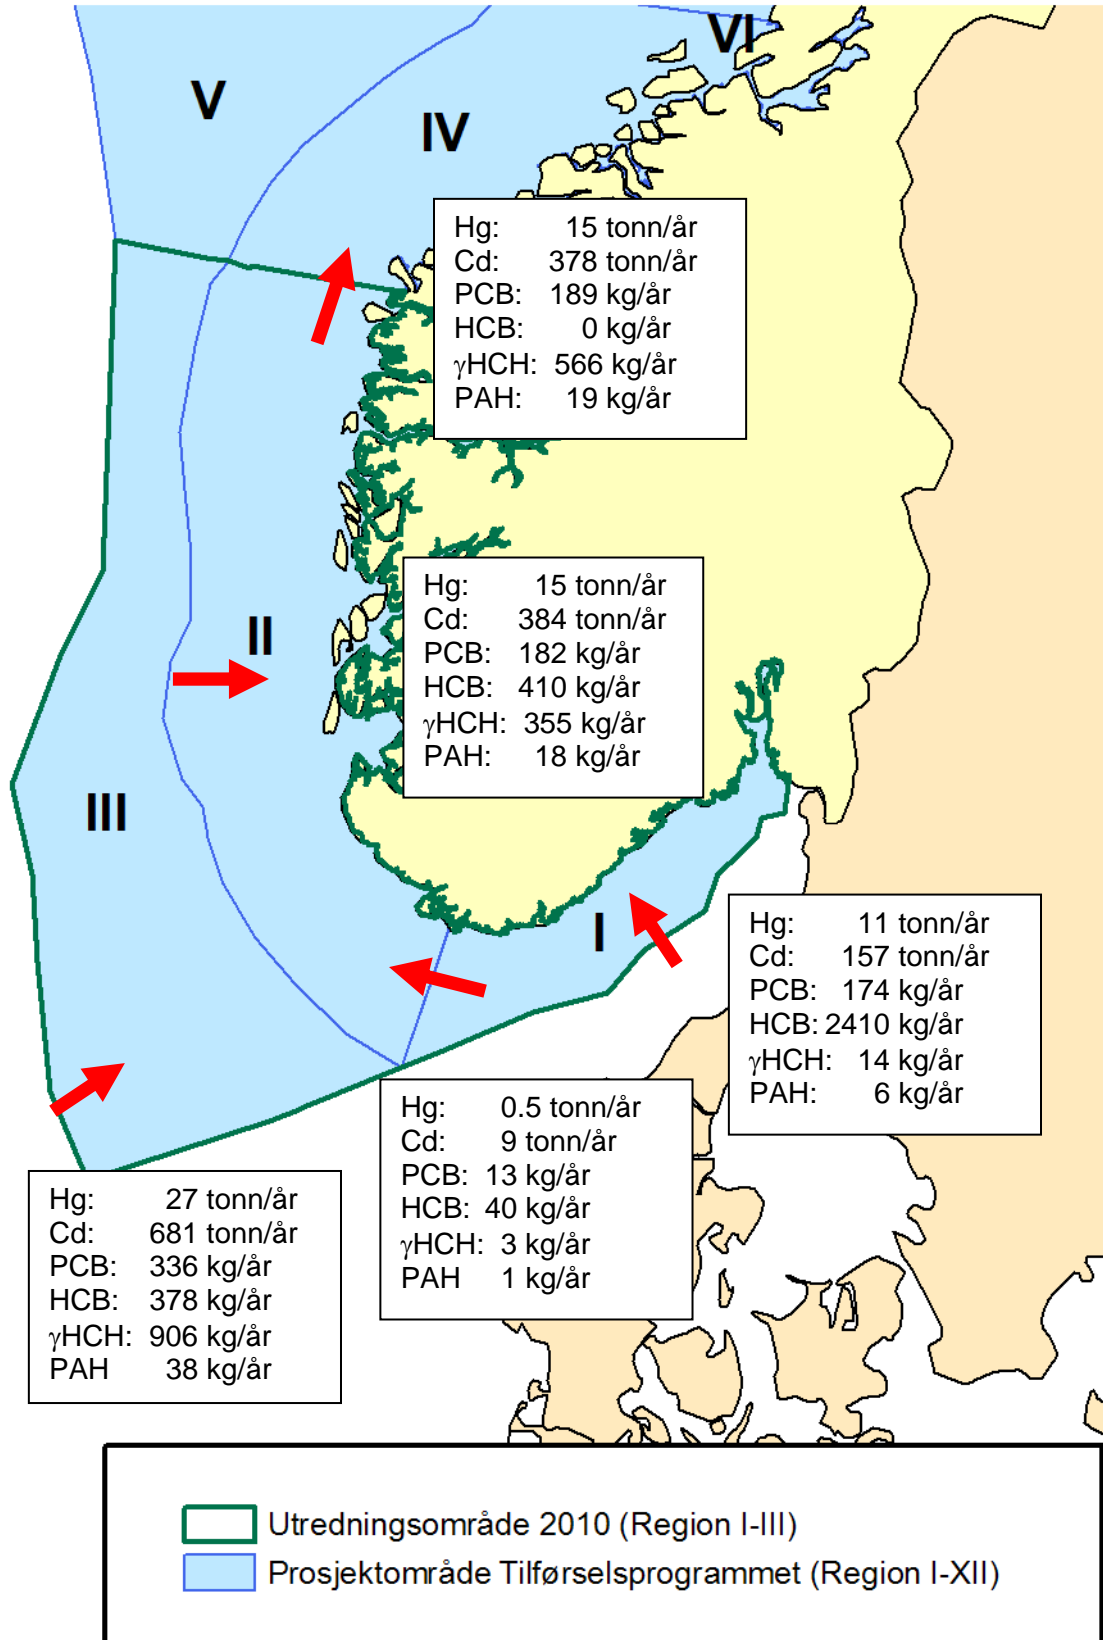 VI
V
IV
Hg: 15 tonn/år
Cd: 378 tonn/år
PCB: 189 kg/år
HCB: 0 kg/år
γHCH: 566 kg/år
PAH: 19 kg/år
Hg: 15 tonn/år
Cd: 384 tonn/år
PCB: 182 kg/år
HCB: 410 kg/år
γHCH: 355 kg/år
PAH: 18 kg/år
II
III
I
Hg: 11 tonn/år
Cd: 157 tonn/år
PCB: 174 kg/år
HCB: 2410 kg/år
γHCH: 14 kg/år
PAH: 6 kg/år
Hg: 0.5 tonn/år
Cd: 9 tonn/år
PCB: 13 kg/år
HCB: 40 kg/år
γHCH: 3 kg/år
PAH 1 kg/år
Hg: 27 tonn/år
Cd: 681 tonn/år
PCB: 336 kg/år
HCB: 378 kg/år
γHCH: 906 kg/år
PAH 38 kg/år
Utredningsområde 2010 (Region I-III)
Prosjektområde Tilførselsprogrammet (Region I-XII)